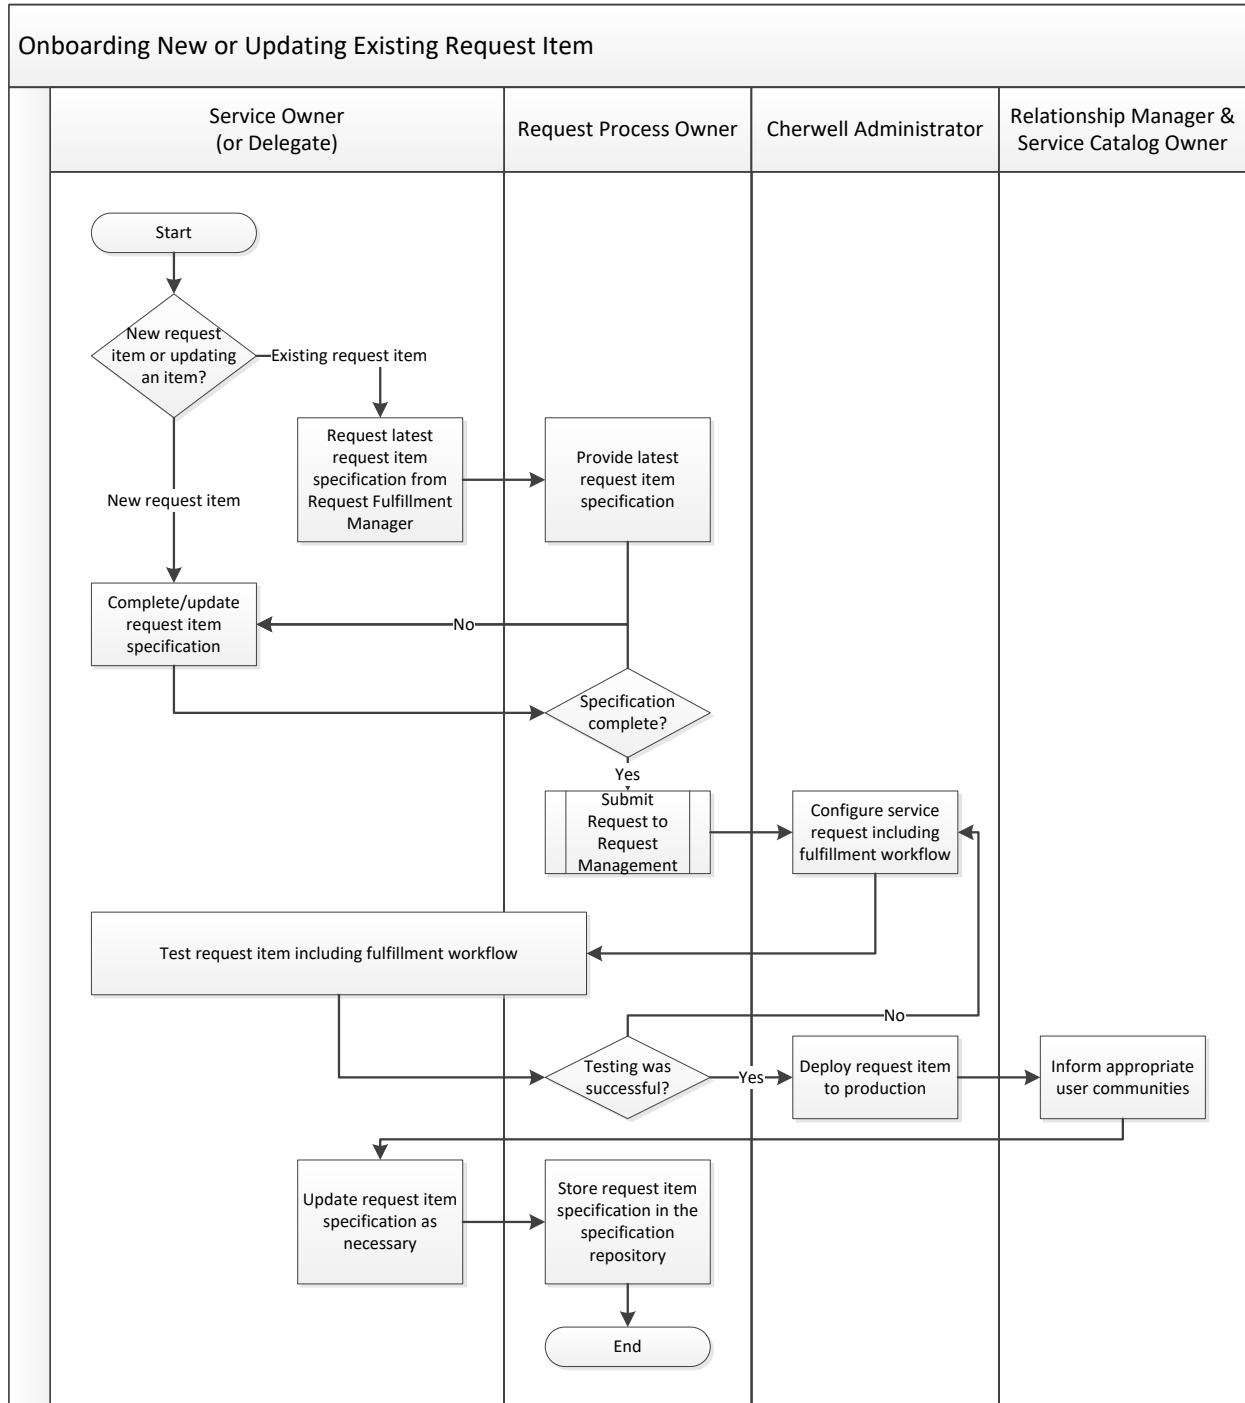 Onboarding New or Updating Existing Request Item
Service Owner
(or Delegate)
Request Process Owner
Cherwell Administrator
Relationship Manager &
Service Catalog Owner
Start
New request
item or updating
an item?
Existing request item
Request latest
request item
specification from
Request Fulfillment
Manager
Provide latest
request item
specification
New request item
Complete/update
request item
specification
No
Specification
complete?
Yes
Submit
Request to
Request
Management
Configure service
request including
fulfillment workflow
Test request item including fulfillment workflow
No
Testing was
successful?
Yes
Deploy request item
to production
Inform appropriate
user communities
Update request item
specification as
necessary
Store request item
specification in the
specification
repository
End